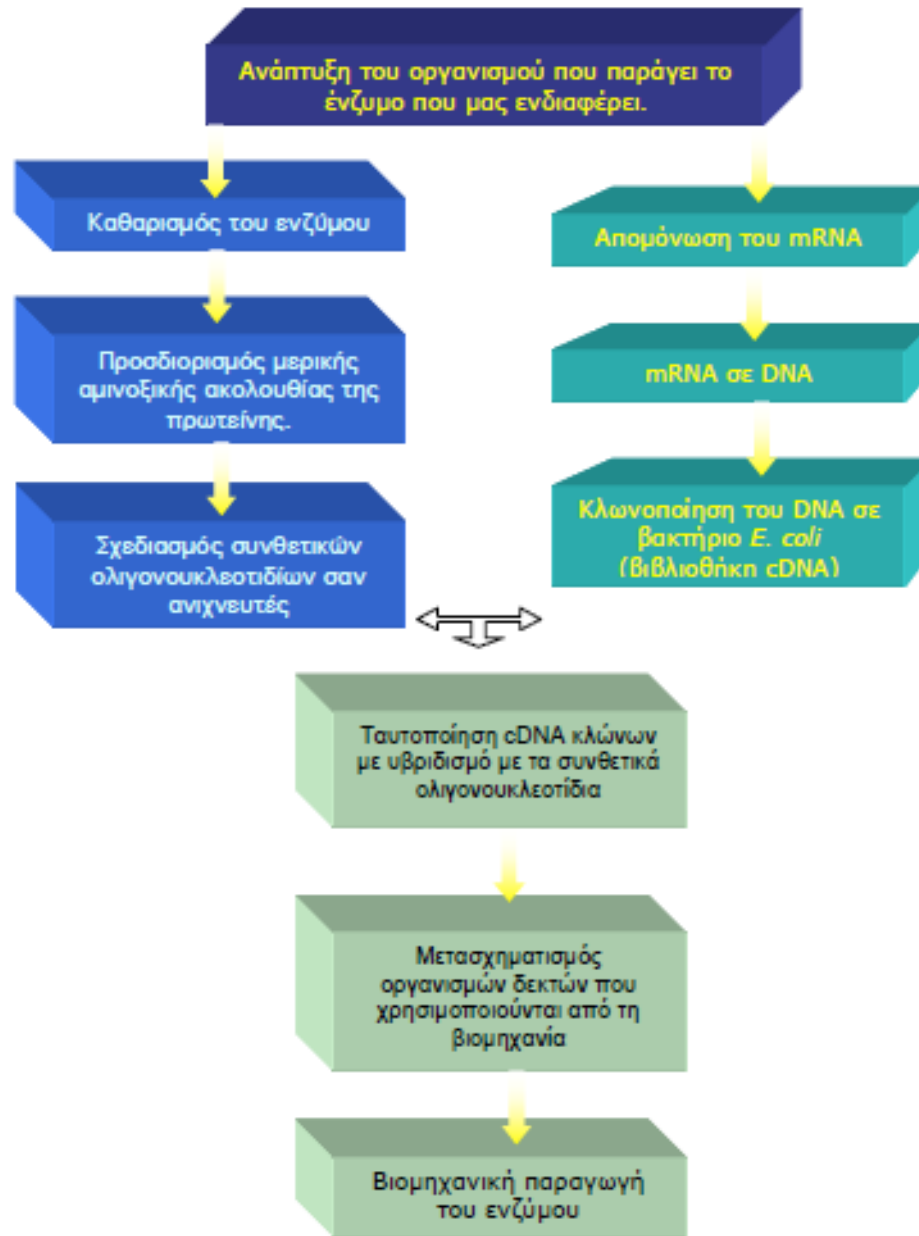 Ανάπτυξη του οργανισμού που παράγει το
ένζυμο που μας ενδιαφέρει.
Καθαρισμός του ενζύμου
Προσδιορισμός μερικής
αμινοξικής ακολουθίας της
πρωτείνης.
Σχεδιασμός συνθετικών
ολιγονουκλεοτιδίων σαν
ανιχνευτές
Απομόνωση του mRNA
mRNA σε DNA
Κλωνοποίηση του DNA σε
βακτήριο E. coli
(βιβλιοθήκη cDNA)
Ταυτοποίηση cDNA κλώνων
με υβριδισμό με τα συνθετικά
ολιγονουκλεοτίδια
Μετασχηματισμός
οργανισμών δεκτών που
χρησιμοποιούνται από τη
βιομηχανία
Βιομηχανική παραγωγή
του ενζύμου